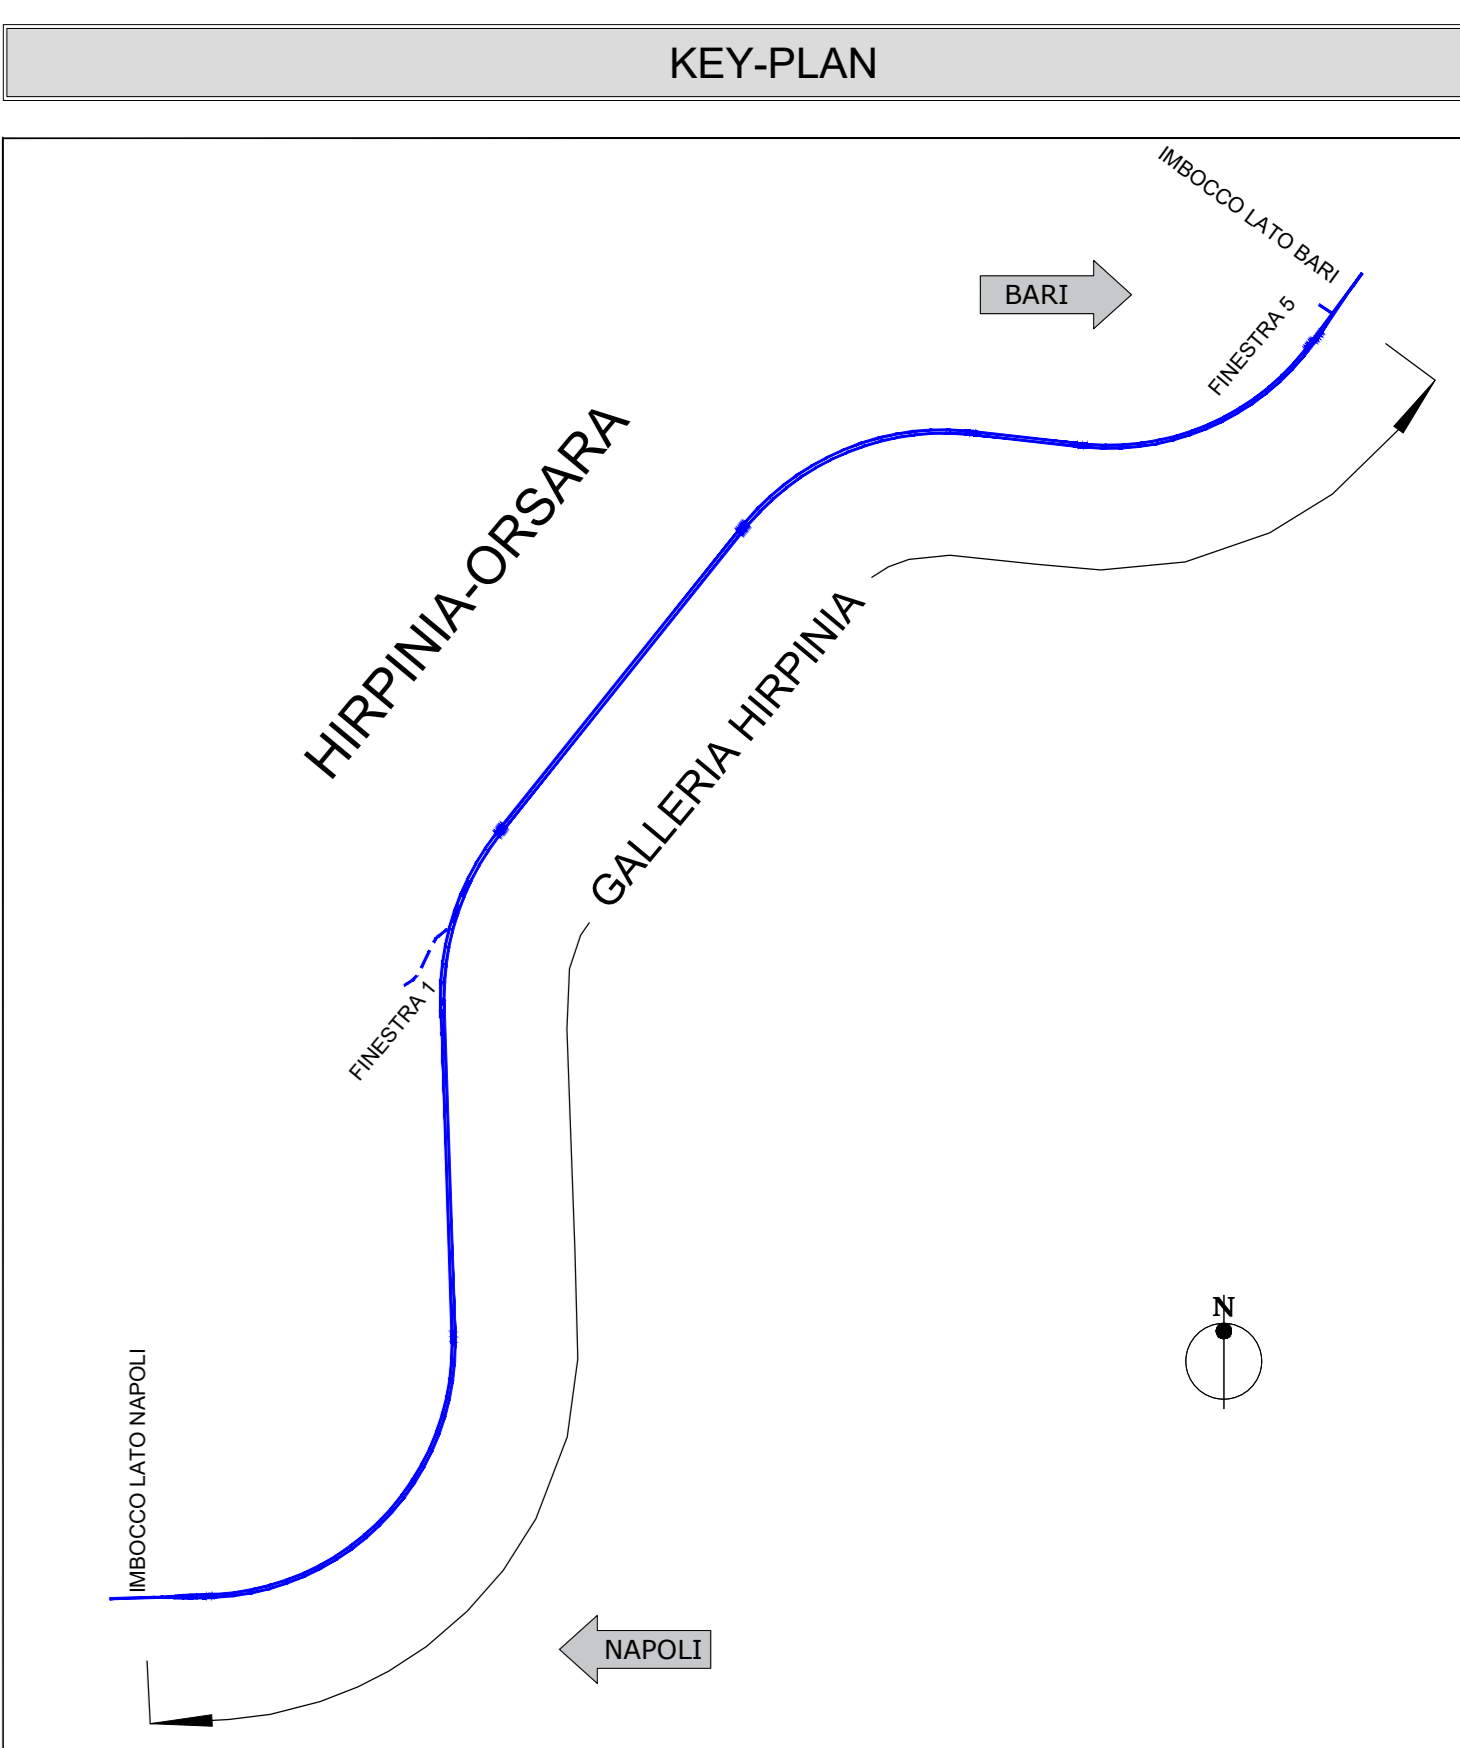 KEY-PLAN
IMBOCCO LATO BARI
BARI
FINESTRA 5
HIRPINIA-ORSARA
GALLERIA HIRPINIA
FINESTRA 1
N
IMBOCCO LATO NAPOLI
NAPOLI